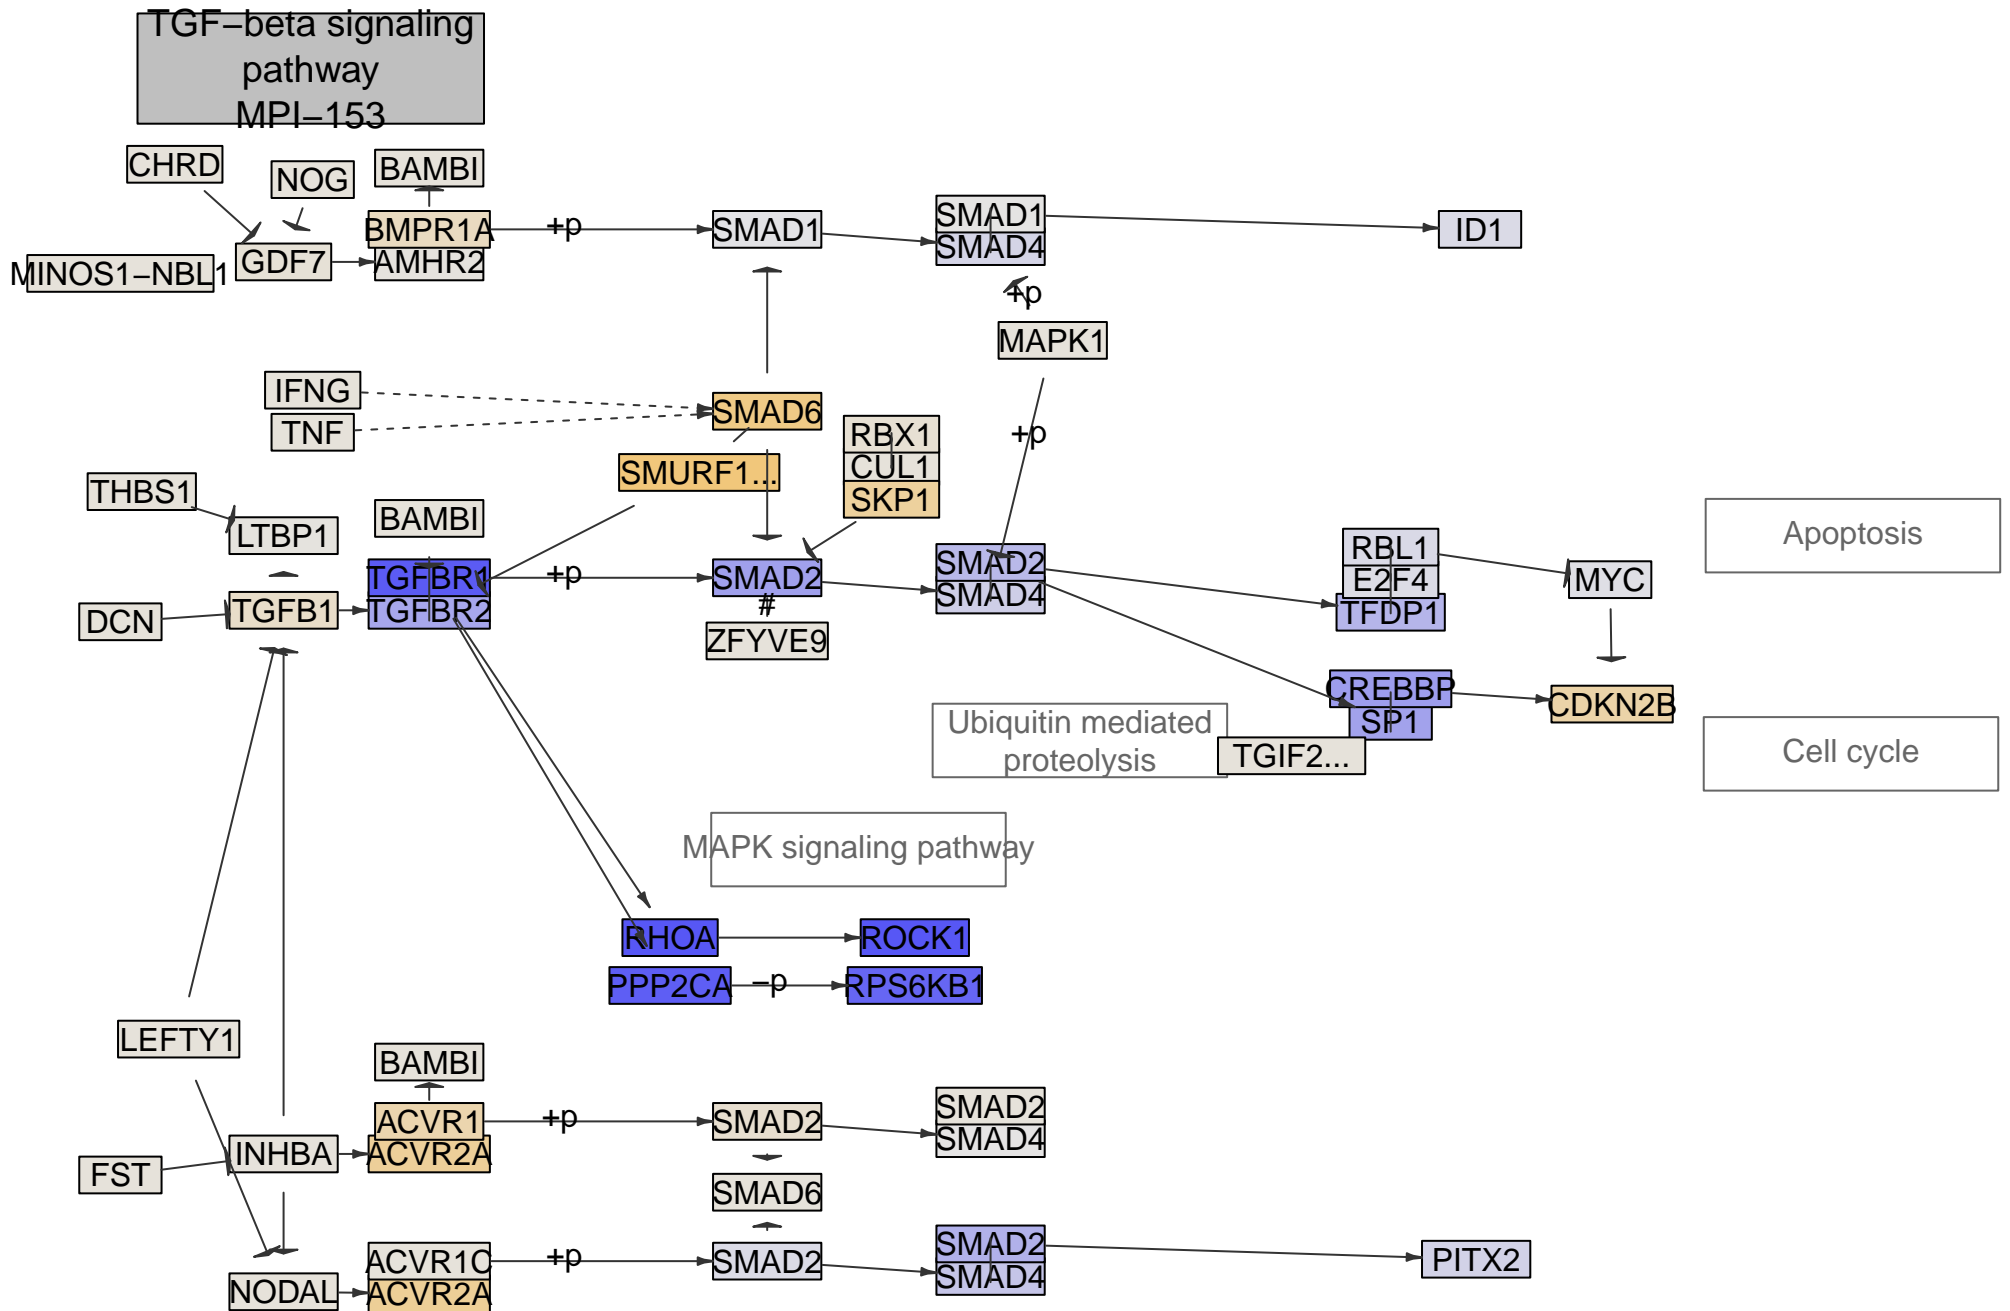 TGF−beta signaling
pathway
MPI−153
CHRD
NOG
BAMBI
BMPR1A
+p
SMAD1
SMAD1
ID1
MINOS1−NBL1
GDF7
AMHR2
SMAD4
+p
MAPK1
IFNG
TNF
SMAD6
RBX1
+p
CUL1
SMURF1...
SKP1
THBS1
LTBP1
BAMBI
RBL1
Apoptosis
TGFBR1
+p
SMAD2
SMAD2
E2F4
MYC
DCN
TGFB1
TGFBR2
#
SMAD4
TFDP1
ZFYVE9
CREBBP
CDKN2B
SP1
Ubiquitin mediated
proteolysis
TGIF2...
Cell cycle
MAPK signaling pathway
RHOA
ROCK1
PPP2CA
−p
RPS6KB1
LEFTY1
BAMBI
ACVR1
+p
SMAD2
SMAD2
INHBA
ACVR2A
SMAD4
FST
SMAD6
ACVR1C
+p
SMAD2
SMAD2
PITX2
NODAL
ACVR2A
SMAD4